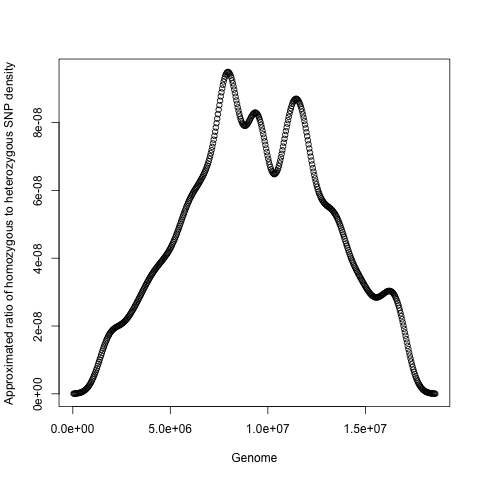 Approximated ratio of homozygous to heterozygous SNP density
8e-08
6e-08
4e-08
2e-08
0e+00
0.0e+00 5.0e+06 1.0e+07 1.5e+07
Genome